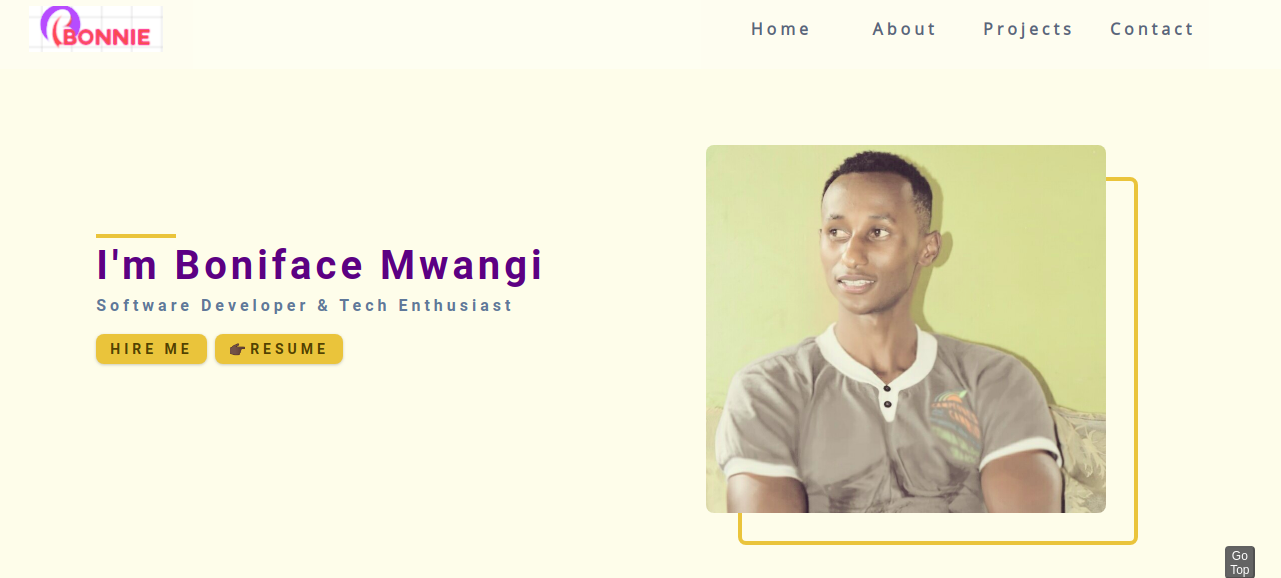 BONNIE
Home About Projects Contact
I'm Boniface Mwangi
Software Developer & Tech Enthusiast
HIRE ME 👉🏿RESUME
Go
Top